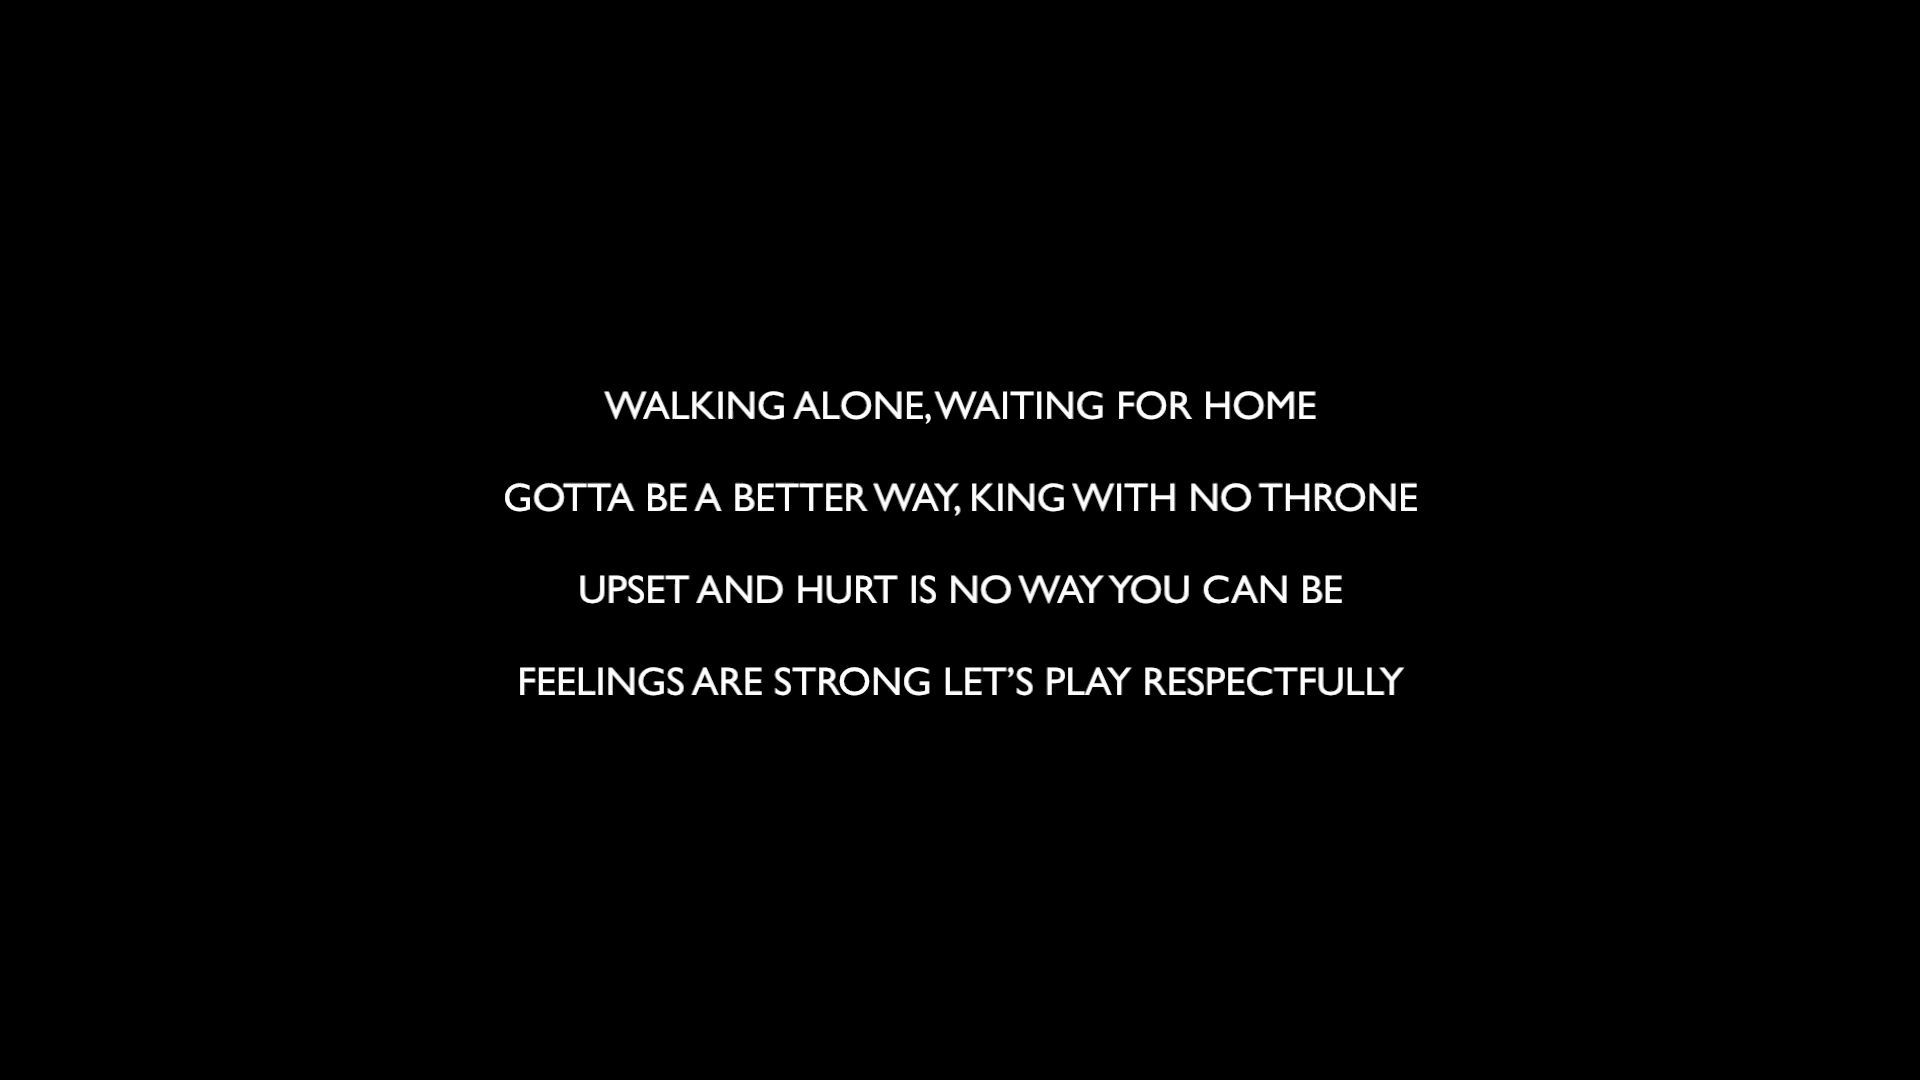 WALKING ALONE, WAITING FOR HOME
GOTTA BE A BETTER WAY, KING WITH NO THRONE
UPSET AND HURT IS NO WAY YOU CAN BE
FEELINGS ARE STRONG LET’S PLAY RESPECTFULLY